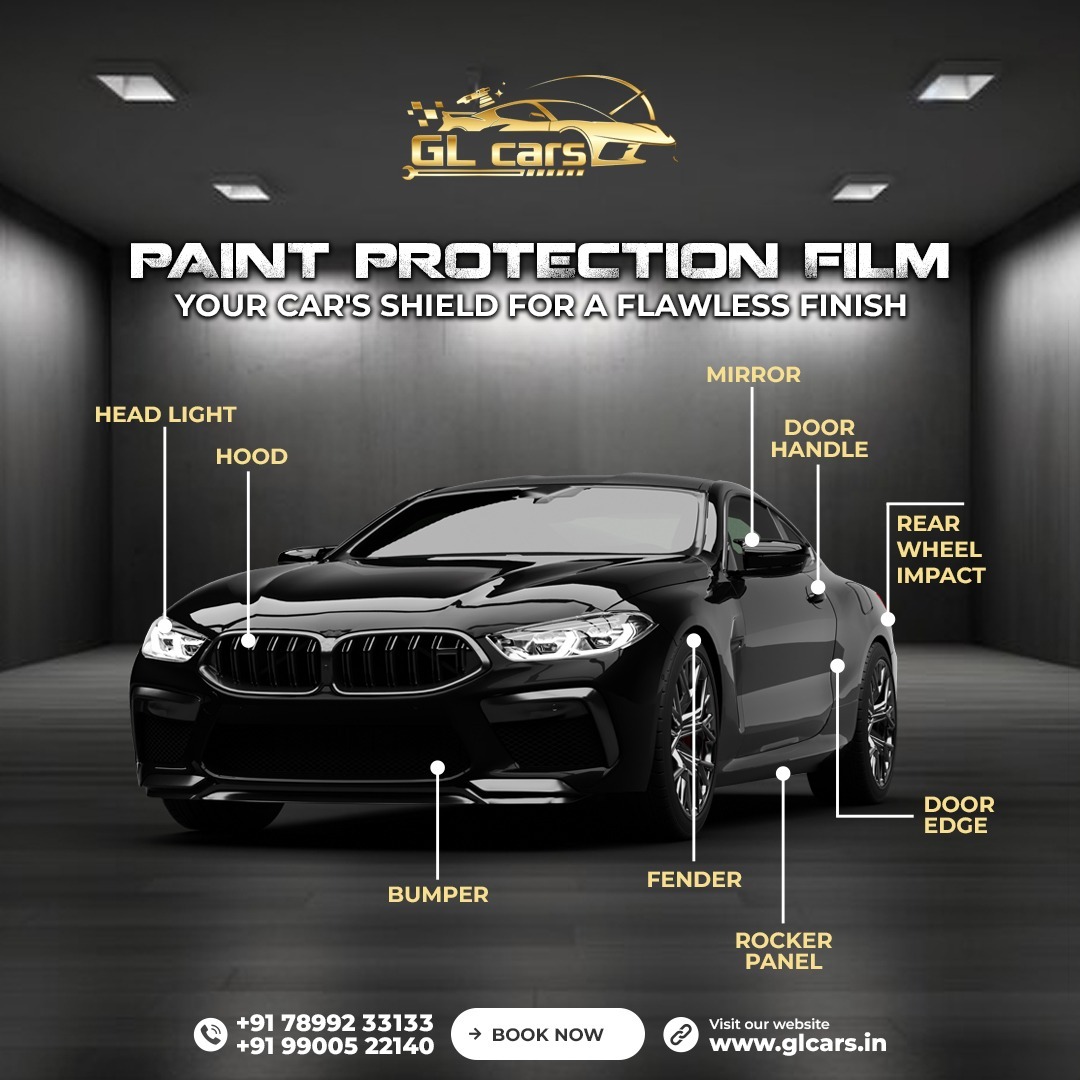 GL cars
PAINT PROTECTION FILM
YOUR CAR'S SHIELD FOR A FLAWLESS FINISH
MIRROR
HEAD LIGHT
DOOR
HANDLE
HOOD
REAR
WHEEL
IMPACT
DOOR
EDGE
FENDER
BUMPER
ROCKER
PANEL
+91 78992 33133
+91 99005 22140
→ BOOK NOW
Visit our website
www.glcars.in